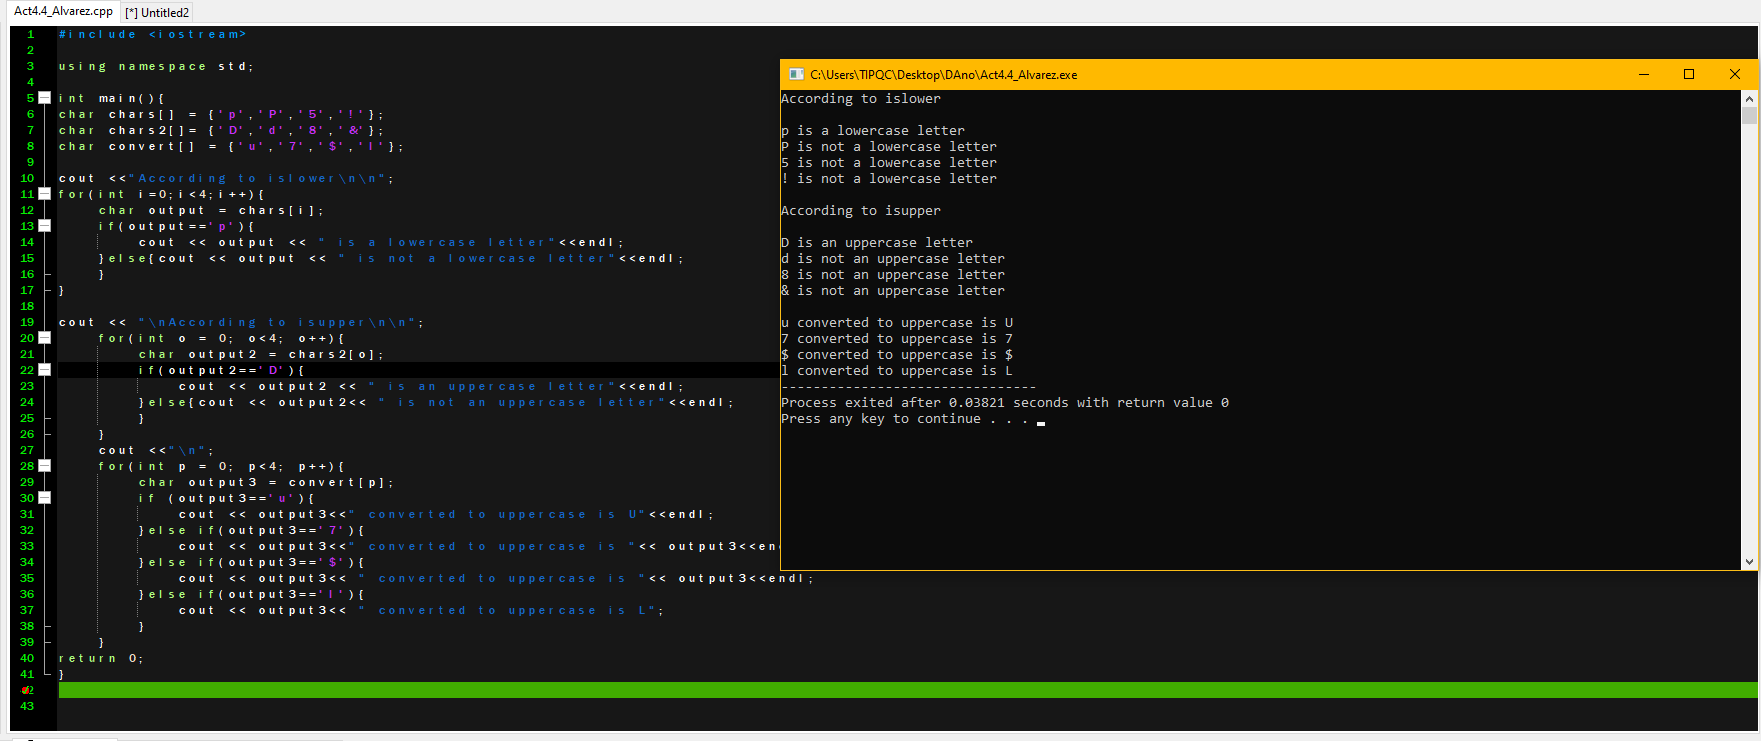 Act4.4_Alvarez.cpp [*] Untitled2
1 #include <iostream>
2
3 using namespace std;
4
5 int main(){
6 char chars[] = {'p','P','5','!'};
7 char chars2[]= {'D','d','8','&'};
8 char convert[] = {'u','7','$','l'};
9
10 cout <<"According to islower\n\n";
11 for(int i=0;i<4;i++){
12 char output = chars[i];
13 if(output=='p'){
14 cout << output << " is a lowercase letter"<<endl;
15 }else{cout << output << " is not a lowercase letter"<<endl;
16 }
17 }
18
19 cout << "\nAccording to isupper\n\n";
20 for(int o = 0; o<4; o++){
21 char output2 = chars2[o];
22 if(output2=='D'){
23 cout << output2 << " is an uppercase letter"<<endl;
24 }else{cout << output2<< " is not an uppercase letter"<<endl;
25 }
26 }
27 cout <<"\n";
28 for(int p = 0; p<4; p++){
29 char output3 = convert[p];
30 if (output3=='u'){
31 cout << output3<<" converted to uppercase is U"<<endl;
32 }else if(output3=='7'){
33 cout << output3<<" converted to uppercase is "<< output3<<en
34 }else if(output3=='$'){
35 cout << output3<< " converted to uppercase is "<< output3<<endl;
36 }else if(output3=='l'){
37 cout << output3<< " converted to uppercase is L";
38 }
39 }
40 return 0;
41 }
43
C:\Users\TIPQC\Desktop\DAno\Act4.4_Alvarez.exe
According to islower
p is a lowercase letter
P is not a lowercase letter
5 is not a lowercase letter
! is not a lowercase letter
According to isupper
D is an uppercase letter
d is not an uppercase letter
8 is not an uppercase letter
& is not an uppercase letter
u converted to uppercase is U
7 converted to uppercase is 7
$ converted to uppercase is $
l converted to uppercase is L
--------------------------------
Process exited after 0.03821 seconds with return value 0
Press any key to continue . . .